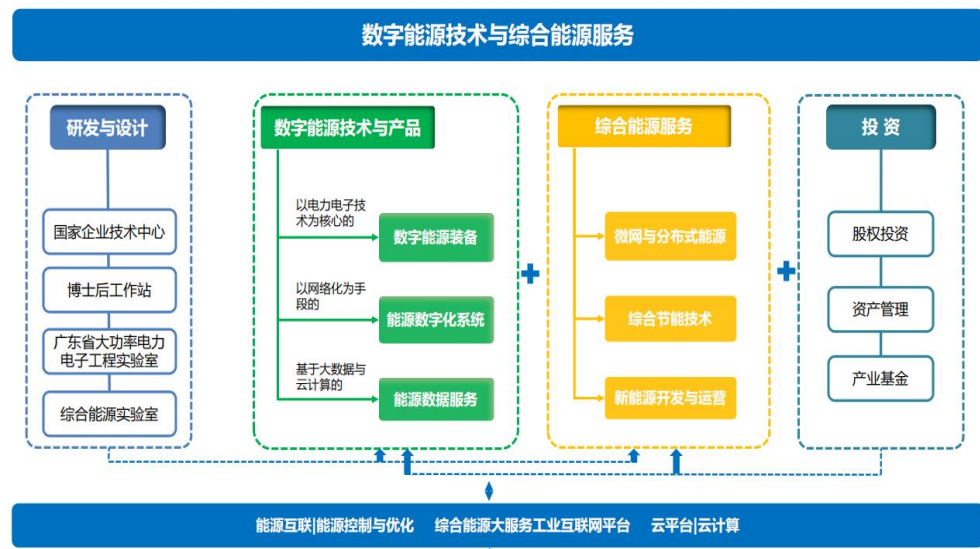 数字能源技术与综合能源服务
研发与设计
国家企业技术中心
博士后工作站
广东省大功率电力
电子工程实验室
综合能源实验室
数字能源技术与产品
以电力电子技
术为核心的
数字能源装备
以网络化为手
段的
能源数字化系统
基于大数据与
云计算的
能源数据服务
综合能源服务
微网与分布式能源
综合节能技术
新能源开发与运营
投 资
股权投资
资产管理
产业基金
能源互联|能源控制与优化 综合能源大服务工业互联网平台 云平台|云计算